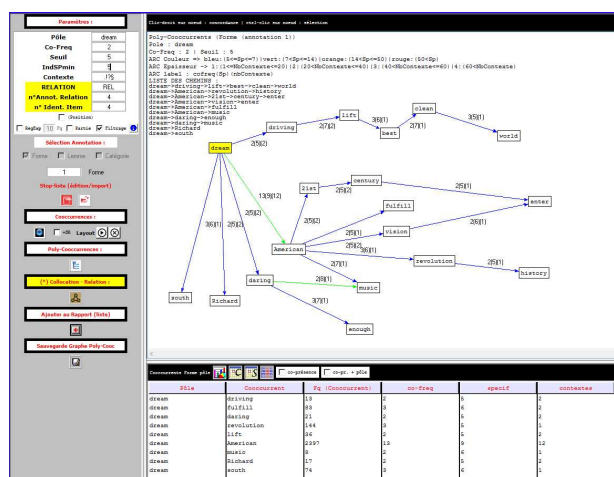 Paramètres :
Pôle dream
Co-Freq 2
Seuil 5
IndSPmin 5
Contexte .!?§
RELATION REL
n°Annot. Relation 4
n° Ident. Item 4
(Position)
RegExp Partie Filtrage
Sélection Annotation :
Forme Lemme Catégorie
1 Forme
Stop-liste (édition/import)
Cooccurrences :
Layout
Poly-Cooccurrences :
(*) Collocation - Relation :
Ajouter au Rapport (liste)
Sauvegarde Graphe Poly-Cooc
Clic-droit sur noeud : concordance | ctrl-clic sur noeud : sélection
Poly-Cooccurrents (Forme (annotation 1))
Pole : dream
Co-Freq : 2 | Seuil : 5
ARC Couleur => bleu:(5<=Sp<=7)|vert:(7<Sp<=14)|orange:(14<Sp<=50)|rouge:(50<Sp)
ARC Epaisseur -> 1:(1<=NbContexte<=20)|2:(20<NbContexte<=40)|3:(40<NbContexte<=60)|4:(60<NbContexte)
ARC label : cofreq(Sp)(nbContexte)
LISTE DES CHEMINS :
dream->driving->lift->best->clean->world
dream->American->revolution->history
dream->American->21st->century->enter
dream->American->vision->enter
dream->American->fulfill
dream->American->music
dream->daring->enough
dream->daring->music
dream->Richard
dream->south
clean
lift
3(6)(1)
3(5)(1)
driving
2(7)(2)
best
2(7)(1)
world
2(5)(2)
dream
century
21st
2(5)(2)
2(5)(1)
enter
13(9)(12)
fulfill
2(5)(2)
2(5)(1)
vision
2(6)(1)
3(6)(1)
2(5)(1)
2(5)(2)
American
2(5)(2)
3(6)(1)
2(7)(1)
revolution
2(5)(1)
history
daring
2(8)(1)
music
south
Richard
3(7)(1)
enough
Cooccurrents Forme pôle co-présence co-pr. + pôle
Pôle Cooccurrent Fq (Cooccurrent) co-freq specif contextes
dream driving 13 2 5 2
dream fulfill 83 3 6 2
dream daring 21 2 5 2
dream revolution 144 3 5 1
dream lift 36 2 5 2
dream American 2397 13 9 12
dream music 8 2 6 1
dream Richard 17 2 5 2
dream south 74 3 6 1